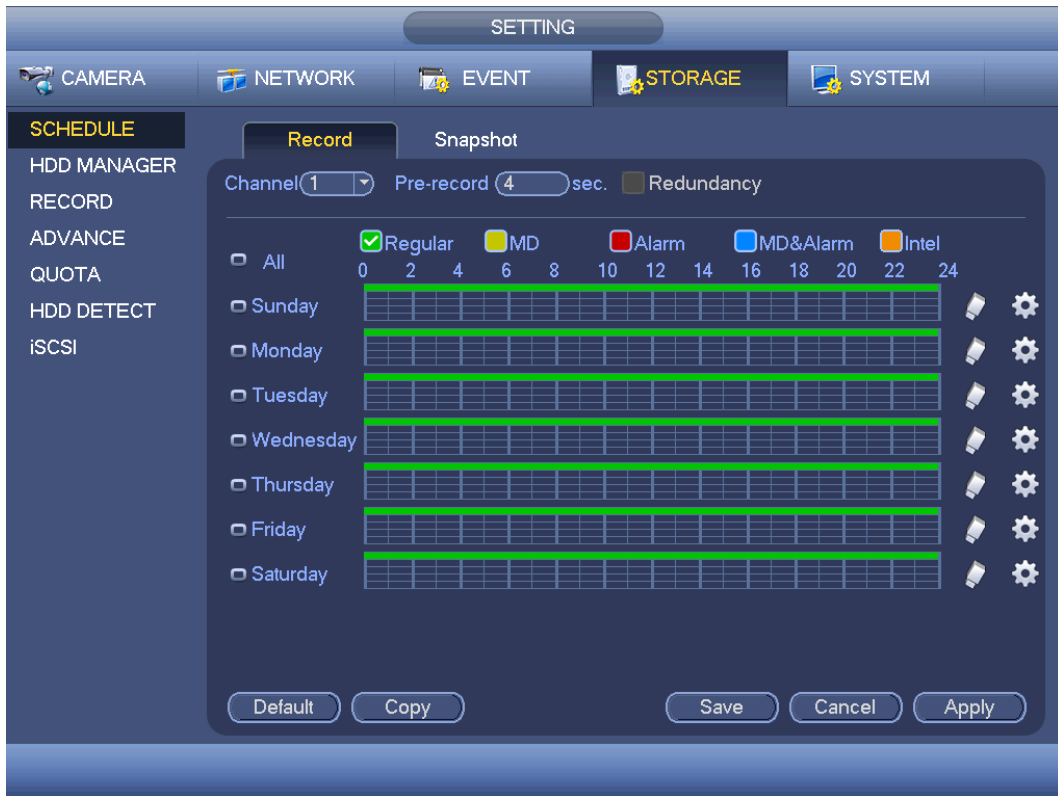 SETTING
CAMERA NETWORK EVENT STORAGE SYSTEM
SCHEDULE
HDD MANAGER
RECORD
ADVANCE
QUOTA
HDD DETECT
iSCSI
Record Snapshot
Channel 1 Pre-record 4 sec. Redundancy
Regular MD Alarm MD&Alarm Intel
All
0 2 4 6 8 10 12 14 16 18 20 22 24
Sunday
Monday
Tuesday
Wednesday
Thursday
Friday
Saturday
Default Copy Save Cancel Apply